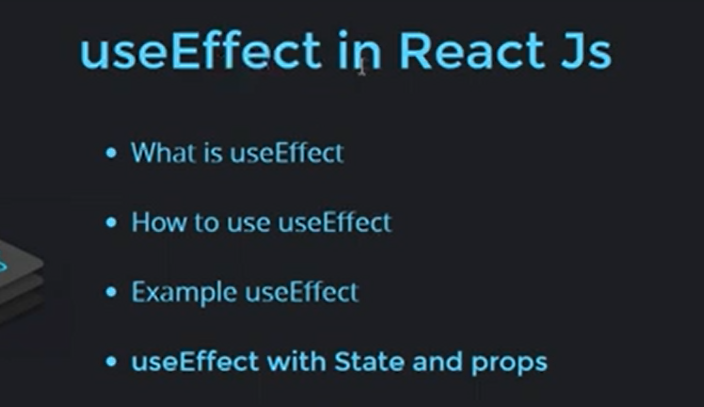 useEffect in React Js
• What is useEffect
• How to use useEffect
• Example useEffect
• useEffect with State and props